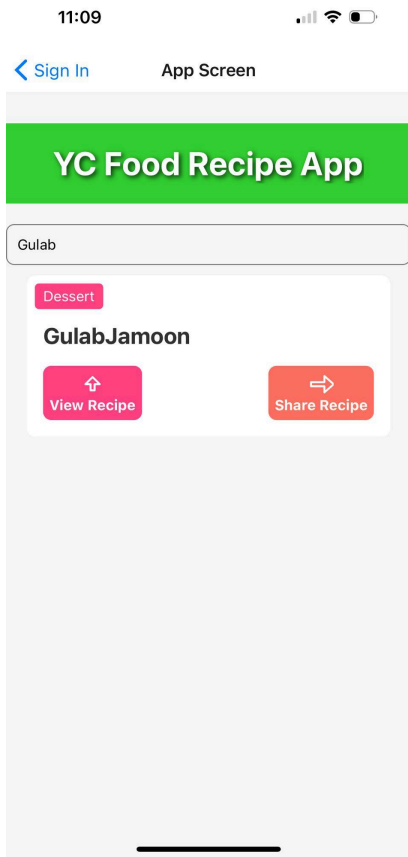 11:09
Sign In App Screen
YC Food Recipe App
Gulab
Dessert
GulabJamoon
View Recipe Share Recipe